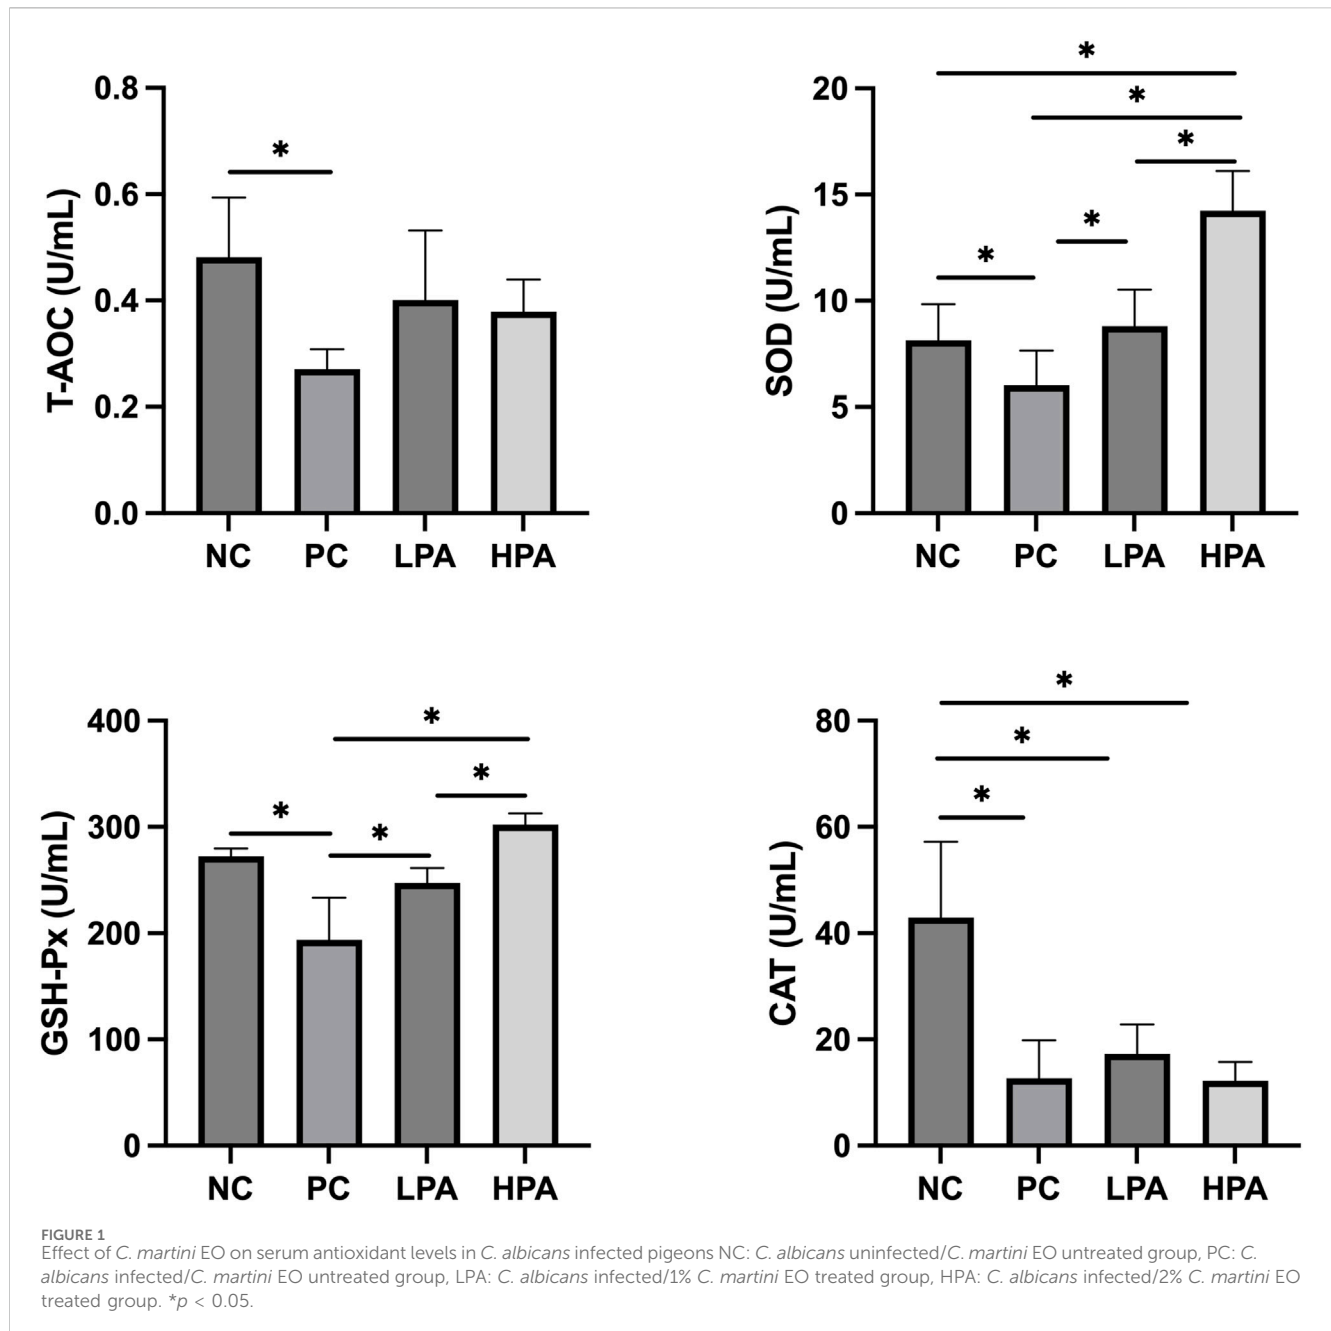 0.8
0.6
0.4
0.2
0.0
T-AOC (U/mL)
*
NC PC LPA HPA
20
15
10
5
0
SOD (U/mL)
*
*
*
*
*
NC PC LPA HPA
400
300
200
100
0
GSH-Px (U/mL)
*
*
*
*
NC PC LPA HPA
80
60
40
20
0
CAT (U/mL)
*
*
*
NC PC LPA HPA
FIGURE 1
Effect of C. martini EO on serum antioxidant levels in C. albicans infected pigeons NC: C. albicans uninfected/C. martini EO untreated group, PC: C.
albicans infected/C. martini EO untreated group, LPA: C. albicans infected/1% C. martini EO treated group, HPA: C. albicans infected/2% C. martini EO
treated group. *p < 0.05.